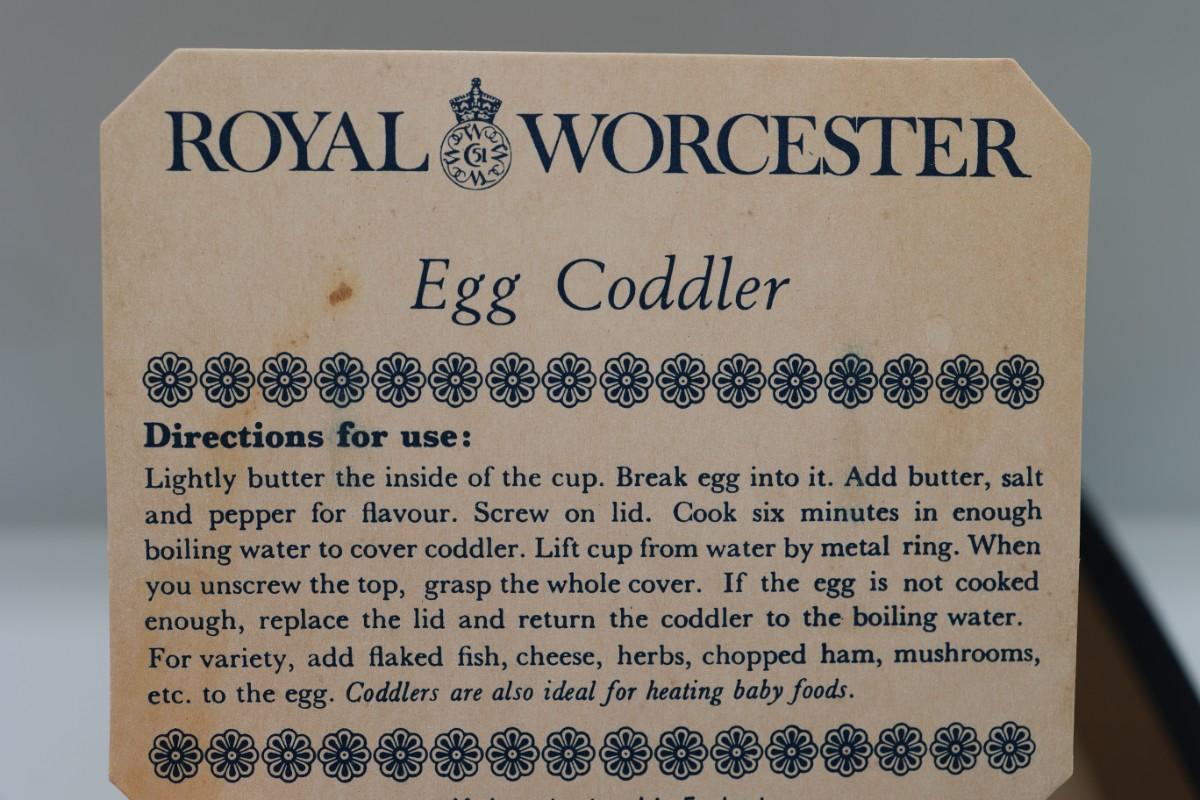 ROYAL WORCESTER
51
Egg Coddler
Directions for use:
Lightly butter the inside of the cup. Break egg into it. Add butter, salt
and pepper for flavour. Screw on lid. Cook six minutes in enough
boiling water to cover coddler. Lift cup from water by metal ring. When
you unscrew the top, grasp the whole cover. If the egg is not cooked
enough, replace the lid and return the coddler to the boiling water.
For variety, add flaked fish, cheese, herbs, chopped ham, mushrooms,
etc. to the egg. Coddlers are also ideal for heating baby foods.